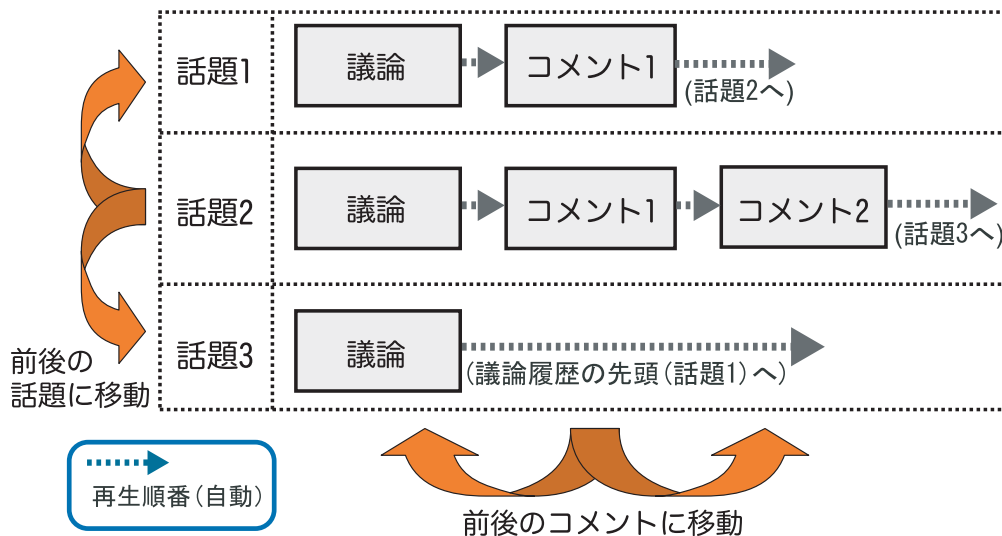 話題1
議論
コメント1
(話題2へ)
話題2
議論
コメント1
コメント2
(話題3へ)
話題3
議論
(議論履歴の先頭(話題1)へ)
前後の
話題に移動
再生順番(自動)
前後のコメントに移動